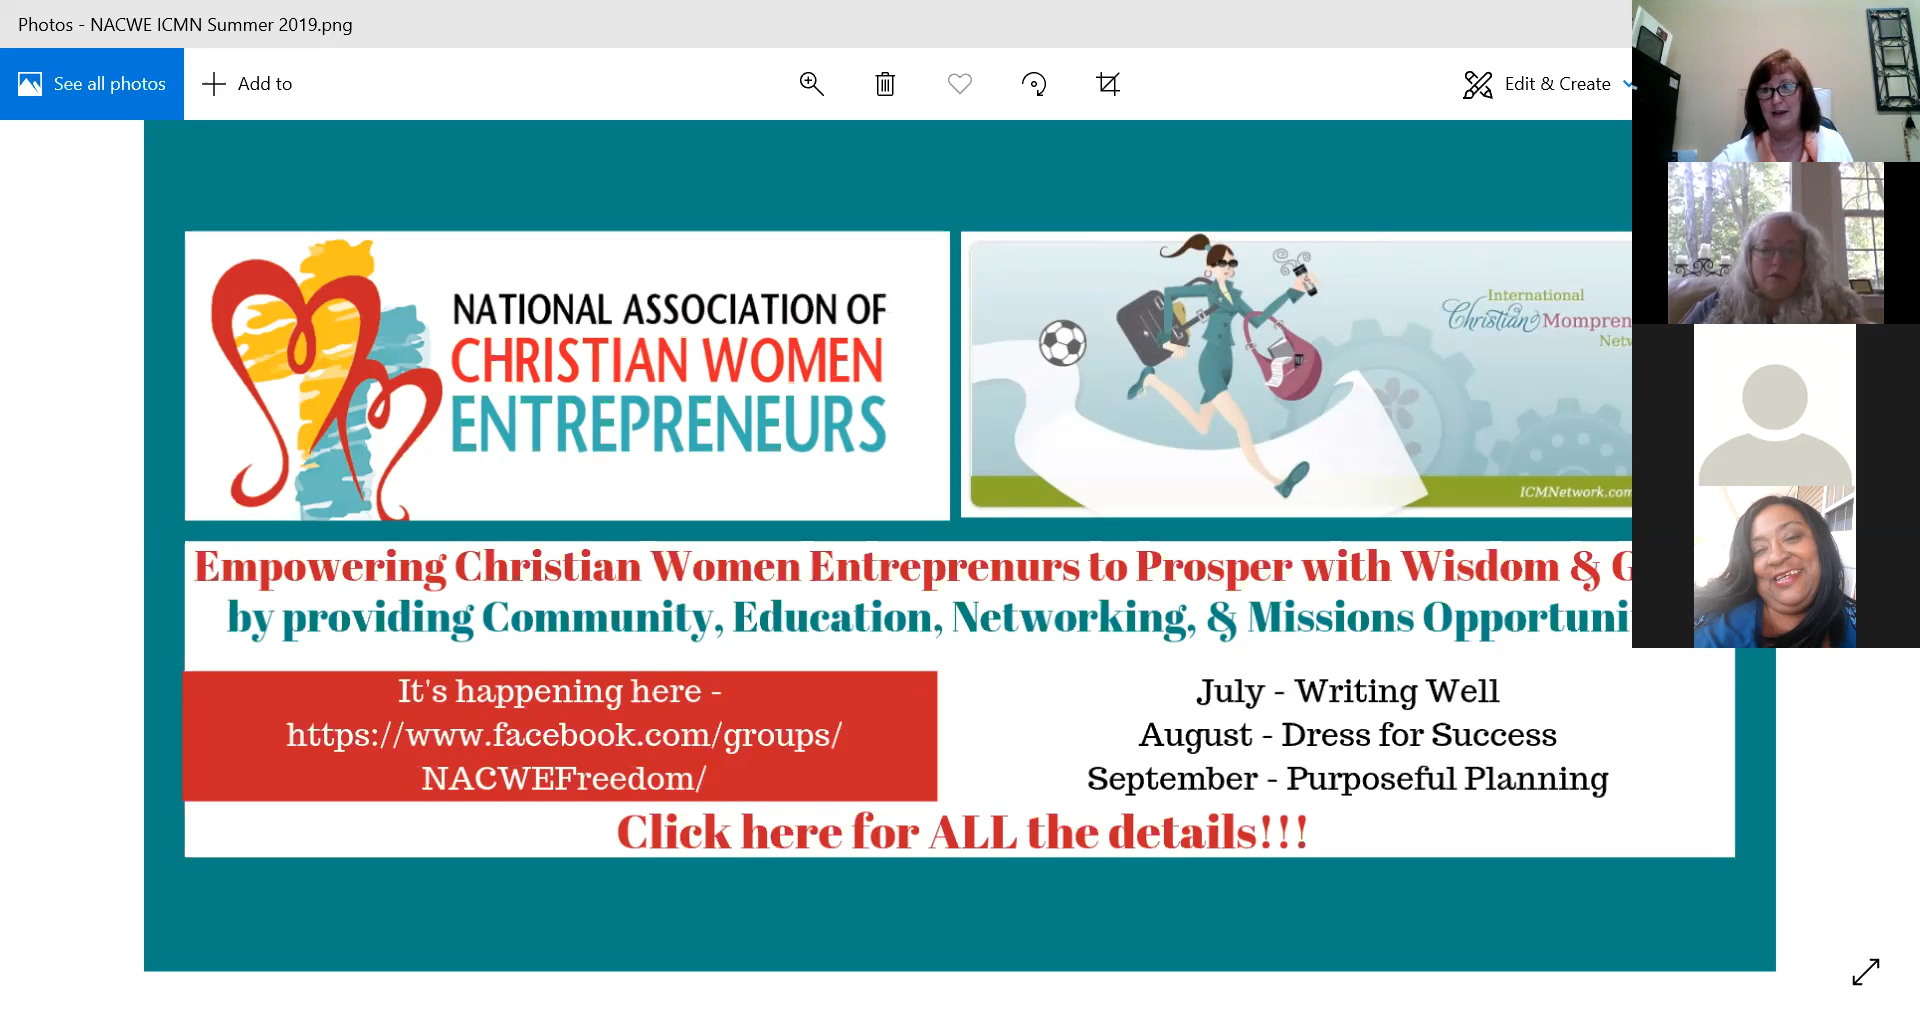 Photos - NACWE ICMN Summer 2019.png
See all photos
Add to
Edit & Create
NATIONAL ASSOCIATION OF
CHRISTIAN WOMEN
ENTREPRENEURS
International
Christian Mompren
Netw
ICMNetwork.com
Empowering Christian Women Entreprenurs to Prosper with Wisdom & G
by providing Community, Education, Networking, & Missions Opportuni
It's happening here -
https://www.facebook.com/groups/
NACWEFreedom/
July - Writing Well
August - Dress for Success
September - Purposeful Planning
Click here for ALL the details!!!